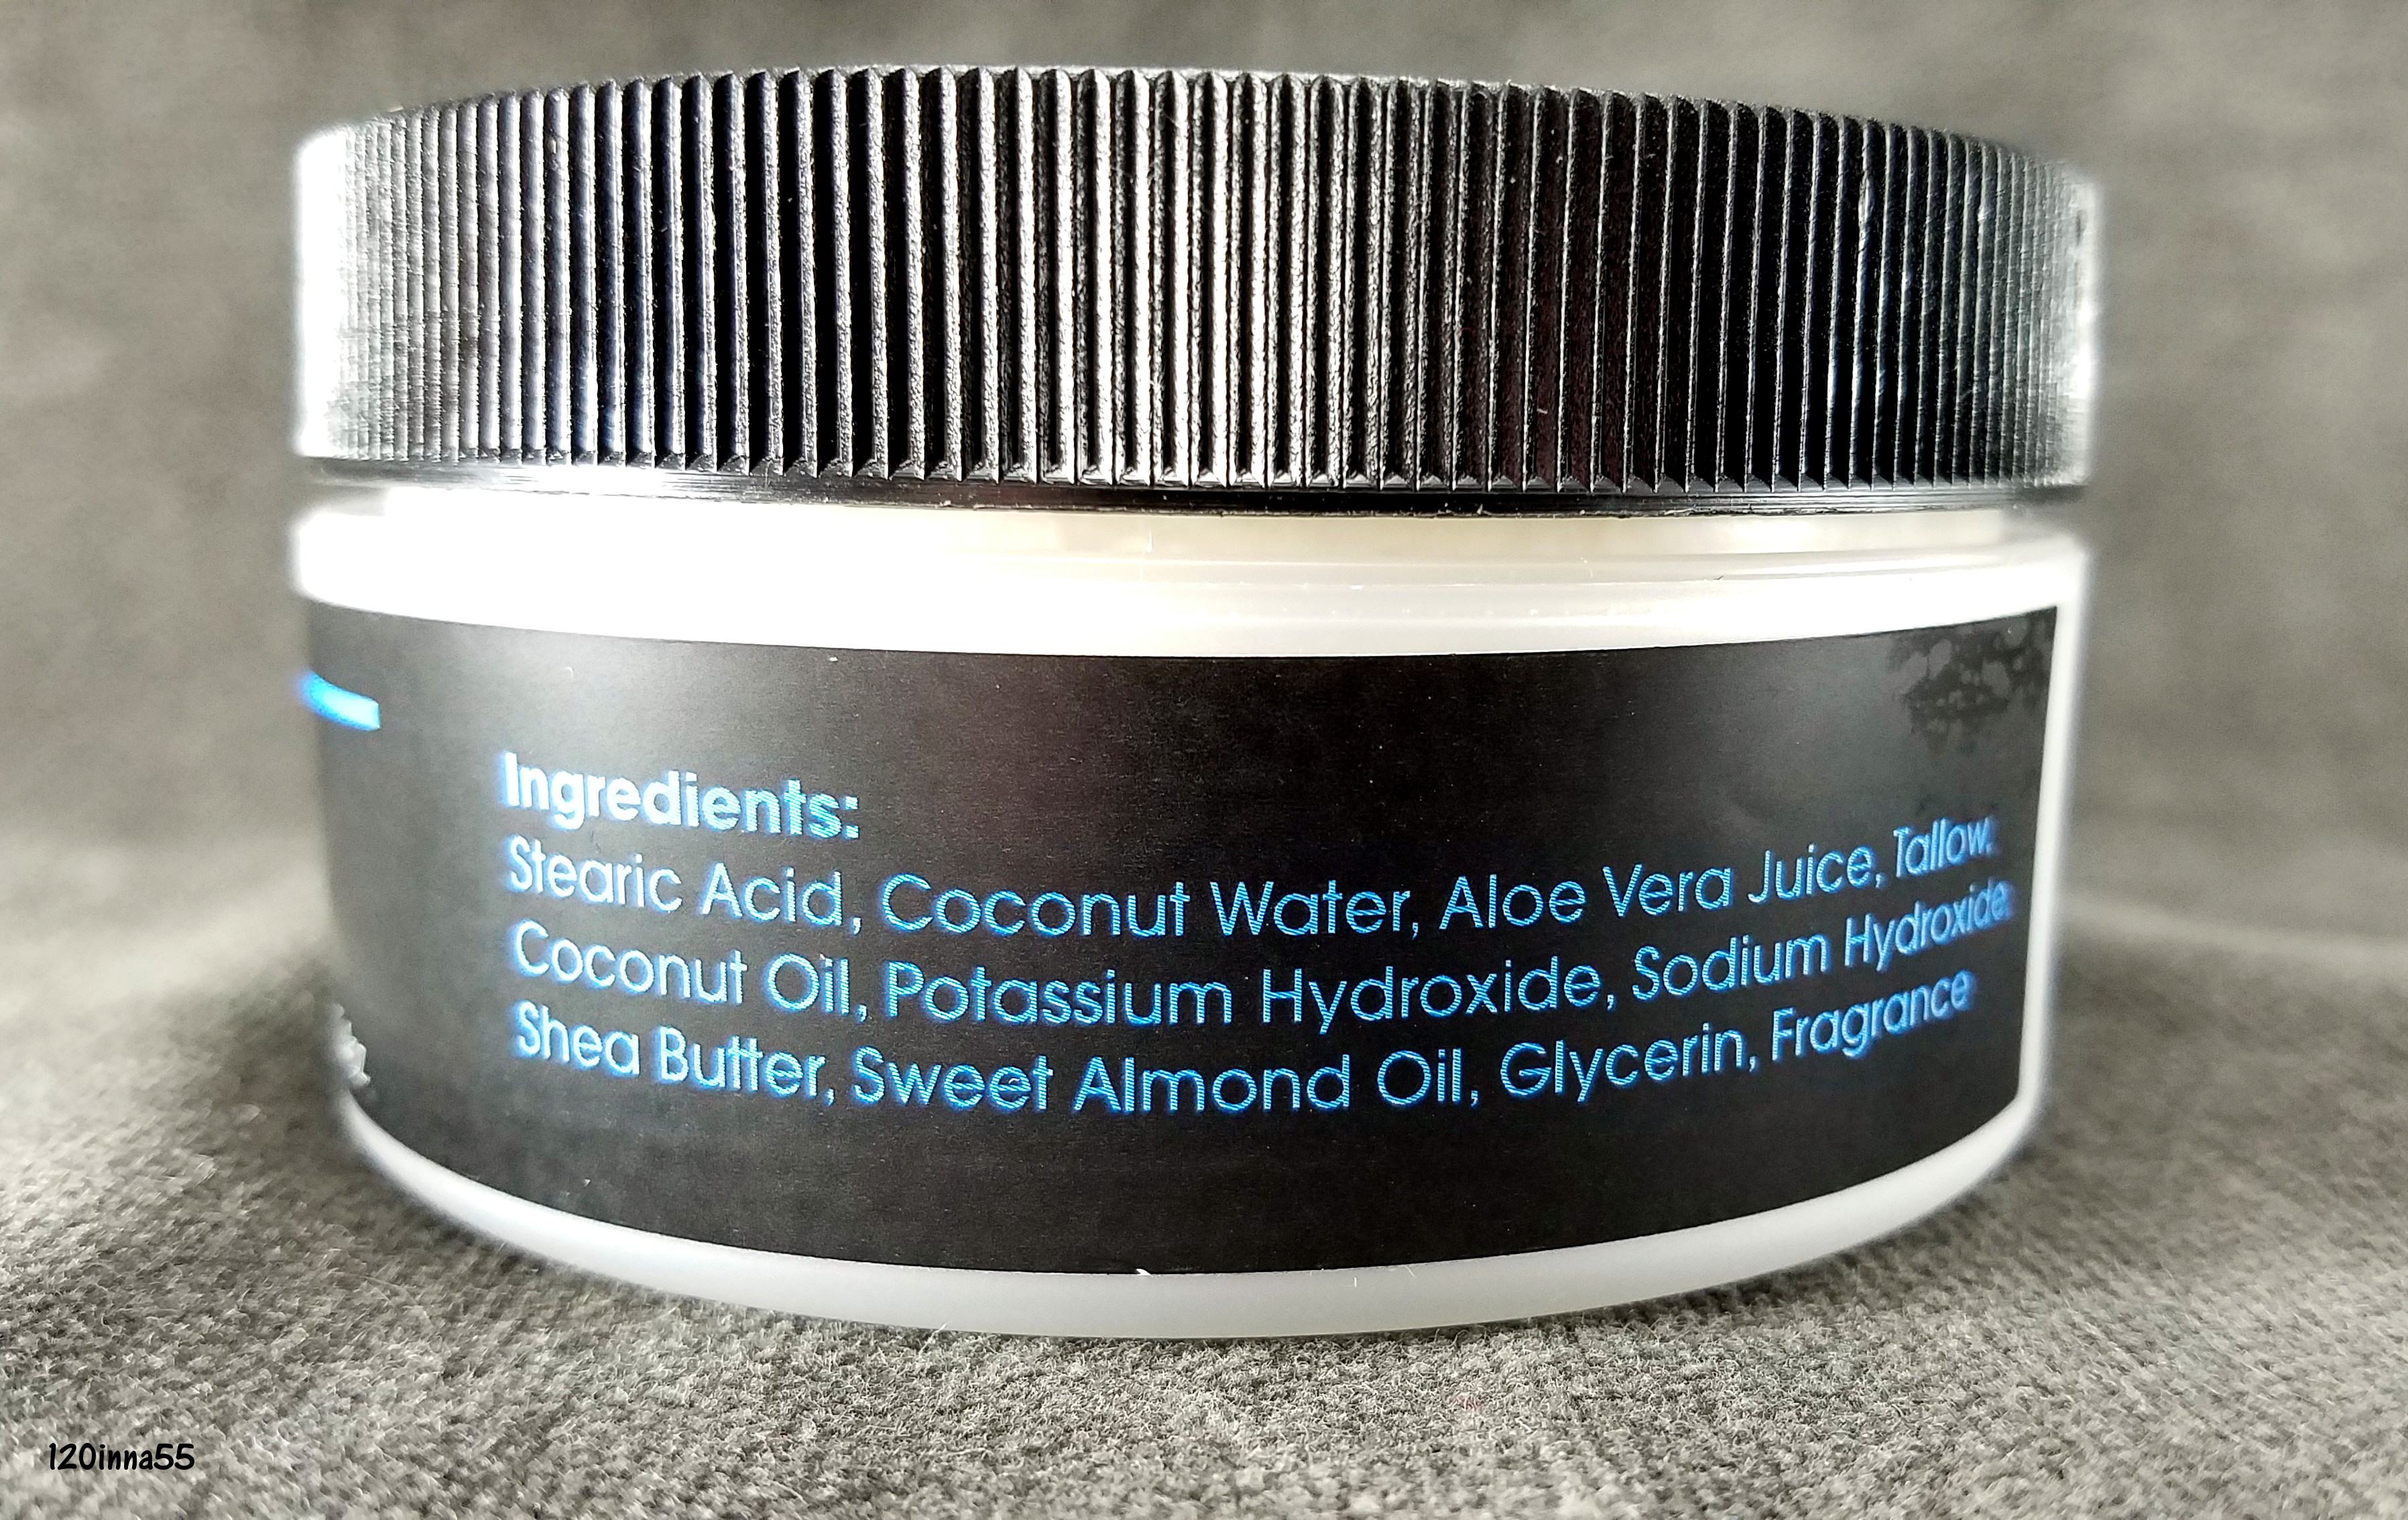 Ingredients:
Stearic Acid, Coconut Water, Aloe Vera Juice, Tallow,
Coconut Oil, Potassium Hydroxide, Sodium Hydroxide,
Shea Butter, Sweet Almond Oil, Glycerin, Fragrance
120inna55